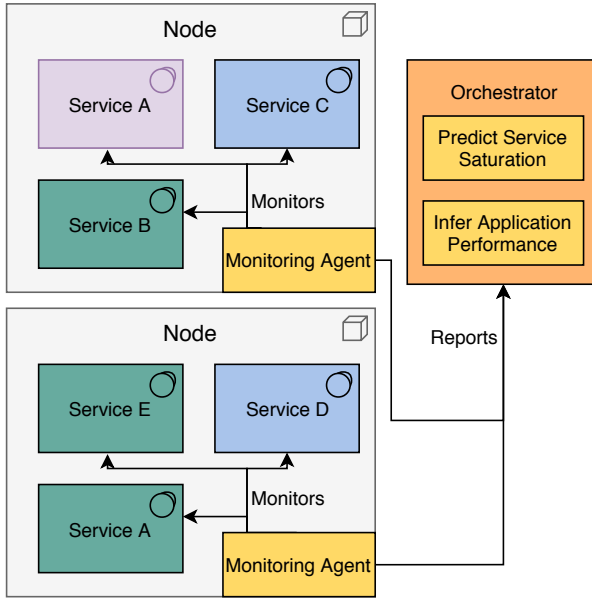 Node
Service A
Service C
Service B
Monitors
Monitoring Agent
Orchestrator
Predict Service
Saturation
Infer Application
Performance
Reports
Node
Service E
Service D
Service A
Monitors
Monitoring Agent